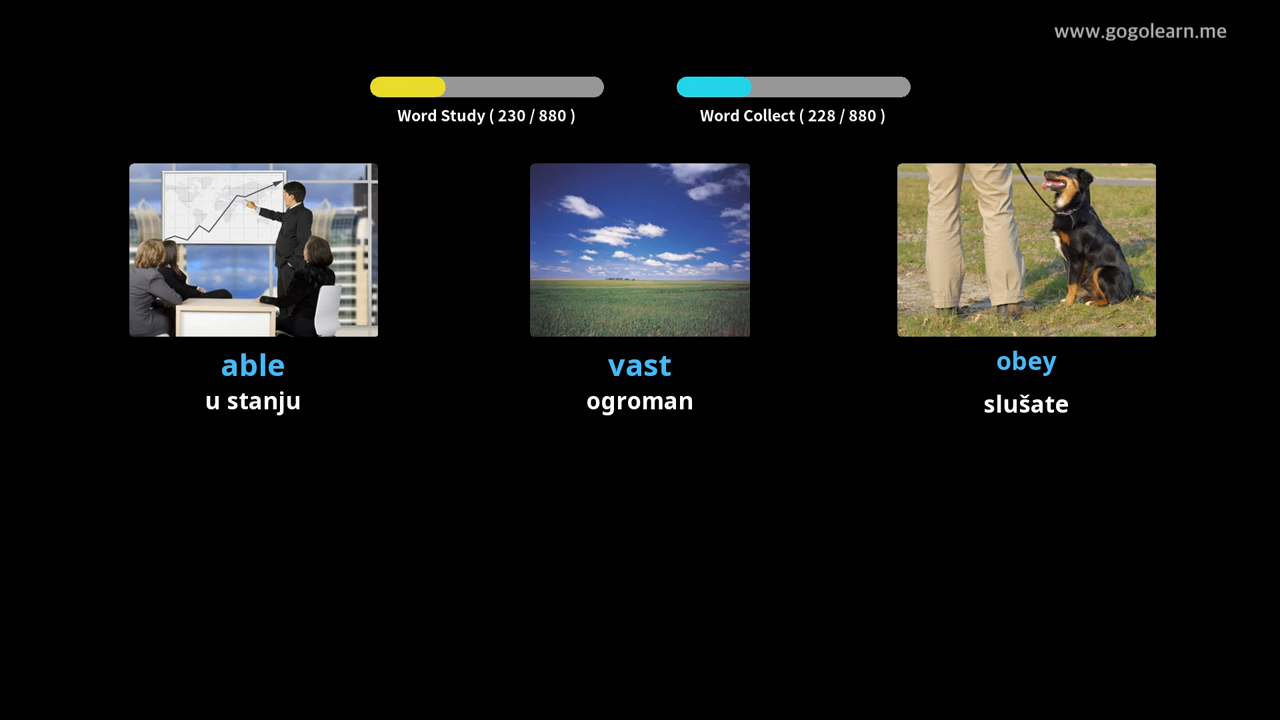 www.gogolearn.me
Word Study ( 230 / 880 )
Word Collect ( 228 / 880 )
able
u stanju
vast
ogroman
obey
slušate